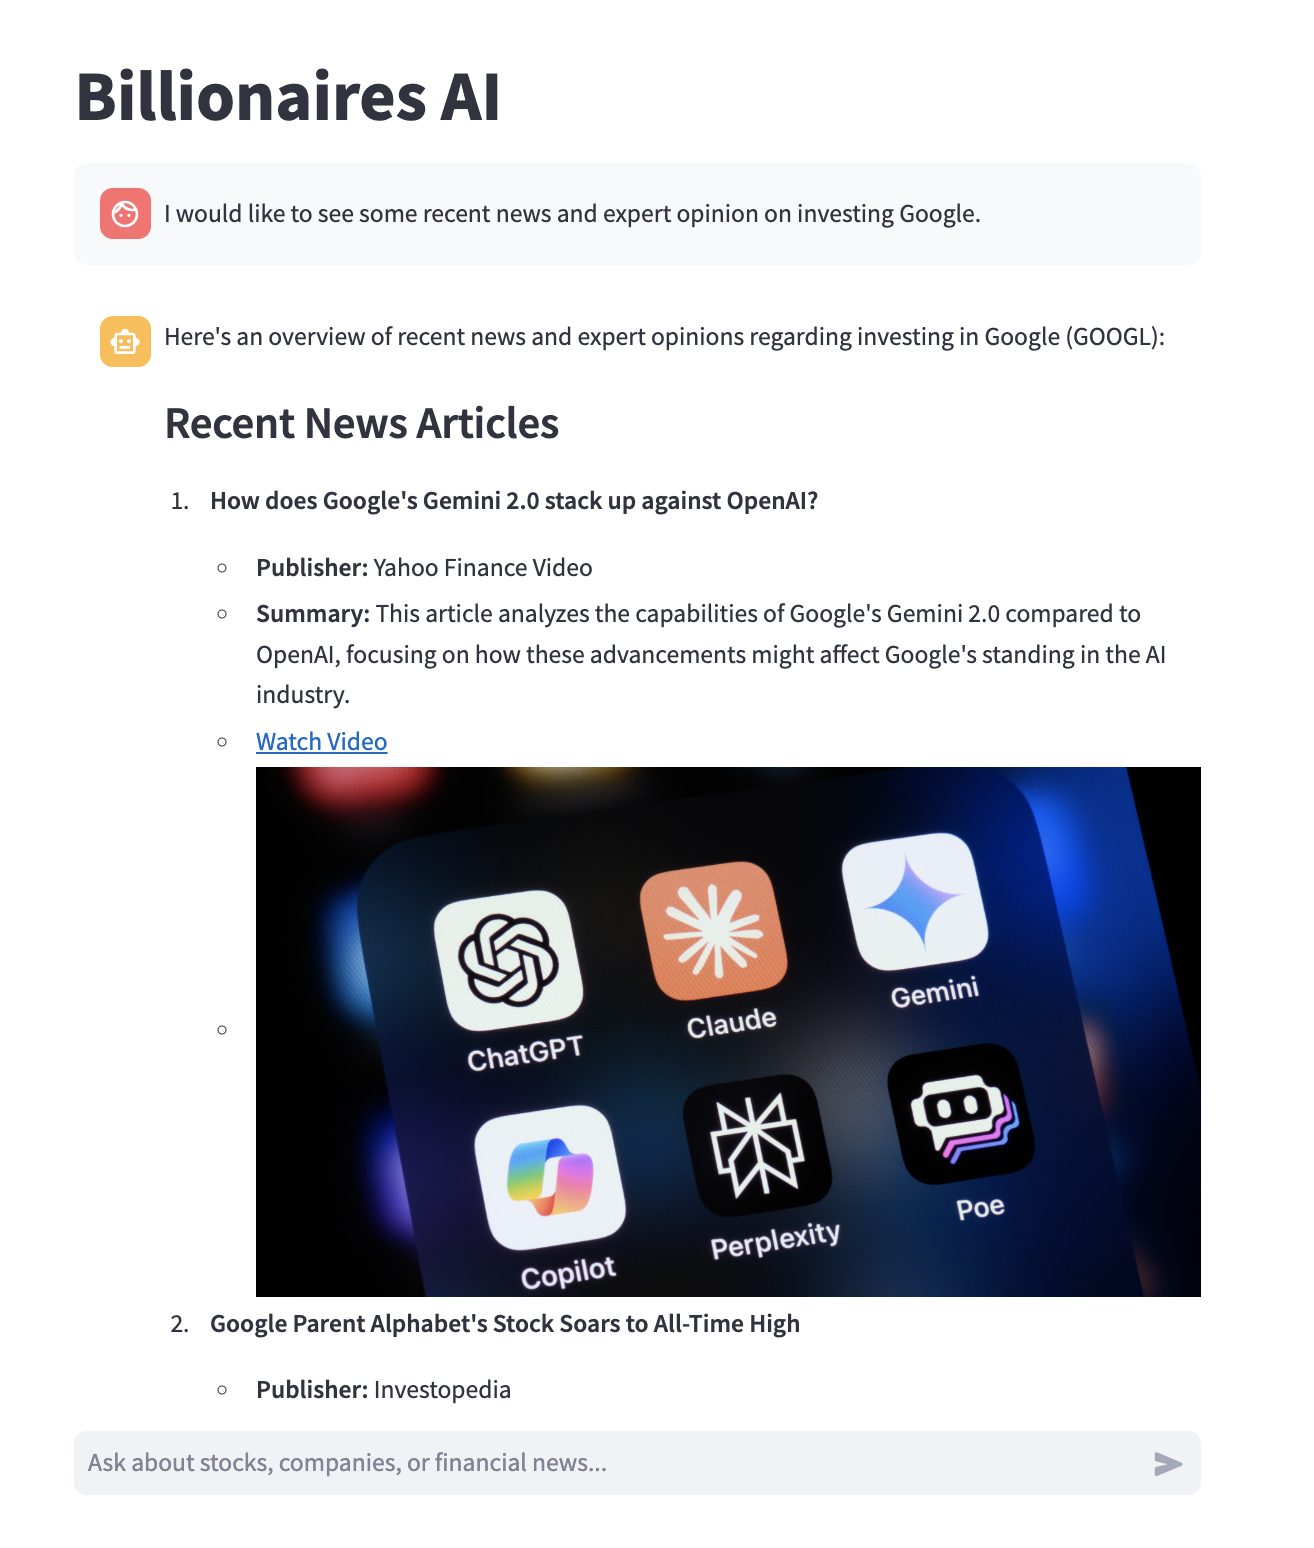 Billionaires AI
I would like to see some recent news and expert opinion on investing Google.
Here's an overview of recent news and expert opinions regarding investing in Google (GOOGL):
Recent News Articles
1. How does Google's Gemini 2.0 stack up against OpenAI?
Publisher: Yahoo Finance Video
Summary: This article analyzes the capabilities of Google's Gemini 2.0 compared to
OpenAI, focusing on how these advancements might affect Google's standing in the AI
industry.
Watch Video
ChatGPT
Claude
Gemini
Copilot
Perplexity
Poe
2. Google Parent Alphabet's Stock Soars to All-Time High
Publisher: Investopedia
Ask about stocks, companies, or financial news...